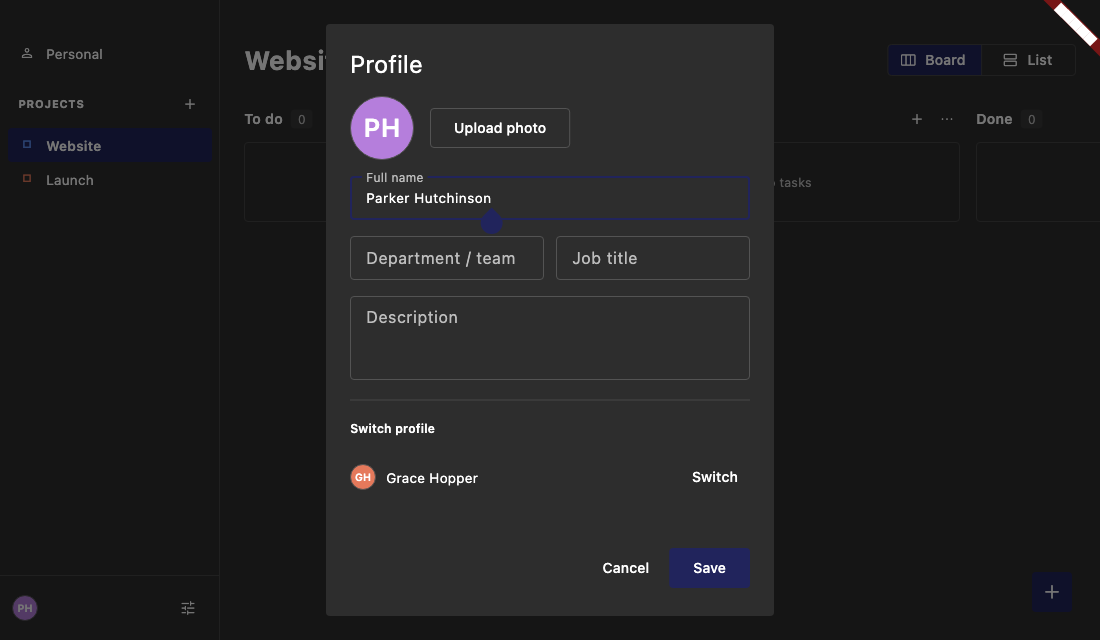 Personal
PROJECTS
Website
Launch
PH
Websi
Board
List
To do 0
tasks
Done 0
Profile
PH
Upload photo
Full name
Parker Hutchinson
Department / team
Job title
Description
Switch profile
GH
Grace Hopper
Switch
Cancel
Save